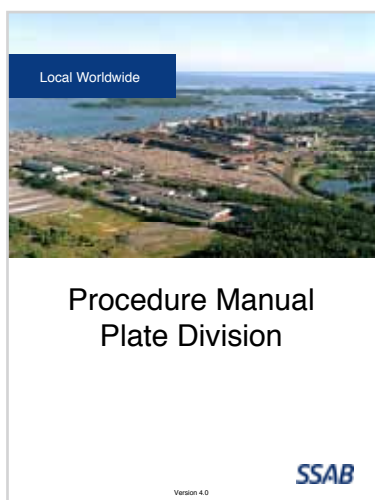 Local Worldwide
Procedure Manual
Plate Division
SSAB
Version 4.0